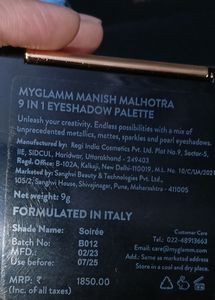 MYGLAMM MANISH MALHOTRA
9 IN 1 EYESHADOW PALETTE
Unleash your creativity. Endless possibilities with a mix of
unprecedented metallics, mattes, sparkles and pearl eyeshadows.
Manufactured by: Regi India Cosmetics Pvt Ltd. Plot No.9, Sector-5,
IIE, SIDCUL, Haridwar, Uttarakhand - 249403
Regd. Office: B-102A, Kalkaji, New Delhi-110019, M.L No. 10/C/UA/
Marketed by: Sanghvi Beauty & Technologies Pvt. Ltd.,
105/2, Sanghvi House, Shivajinagar, Pune, Maharashtra - 411005
Net weight: 9g
FORMULATED IN ITALY
Shade Name: Soirée
Batch No: B012
MFD.: 02/23
Use before: 07/25
MRP: ₹ 1850.00
(Inc. of all taxes)
Customer Care
Tel: 022-48913663
Email: care@myglamm.com
Add: Same as marketed by
Store in a cool and dry place.